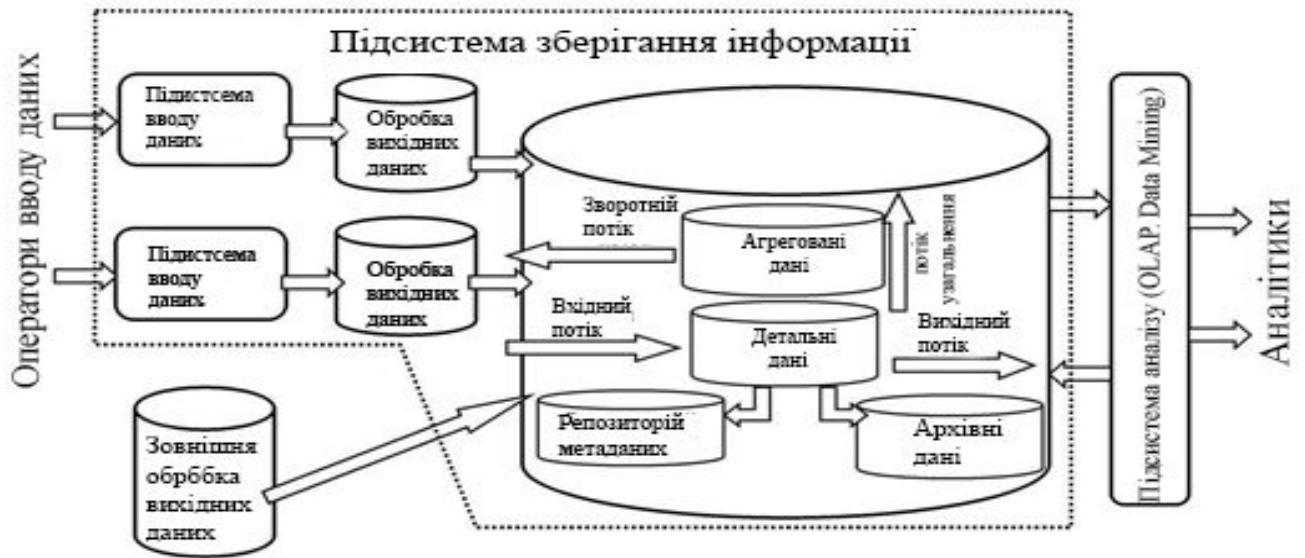 Підсистема зберігання інформації
Оператори вводу даних
Підистсема
вводу
даних
Обробка
вихідних
даних
Підистсема
вводу
даних
Обробка
вихідних
даних
Зворотній
потік
Агреговані
дані
потік
узагальнення
Вхідний
потік
Детальні
дані
Вихідний
потік
Репозиторій
метаданих
Архівні
дані
Зовнішня
обрббка
вихідних
даних
Підсистема аналізу (OLAP, Data Mining)
Аналітики